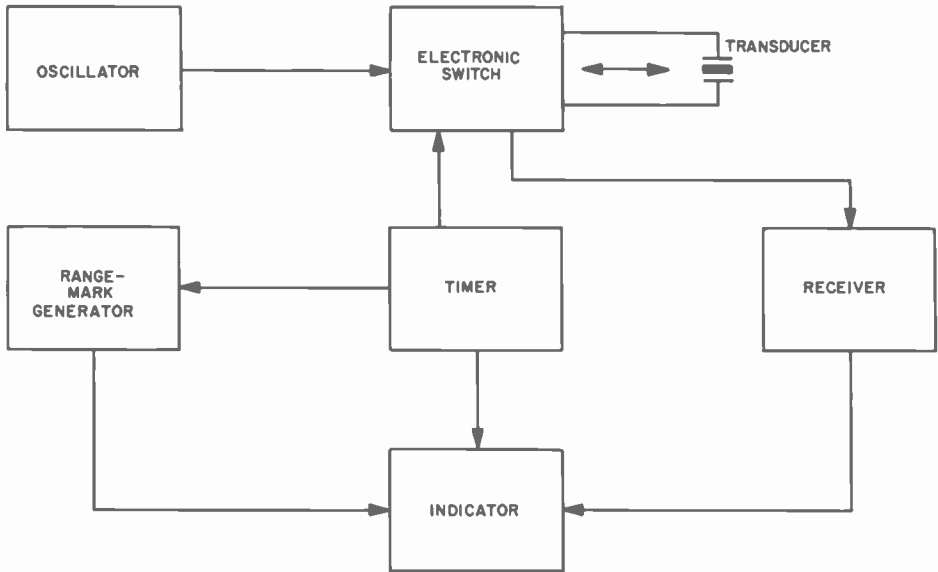 OSCILLATOR
ELECTRONIC
SWITCH
TRANSDUCER
RANGE-
MARK
GENERATOR
TIMER
RECEIVER
INDICATOR